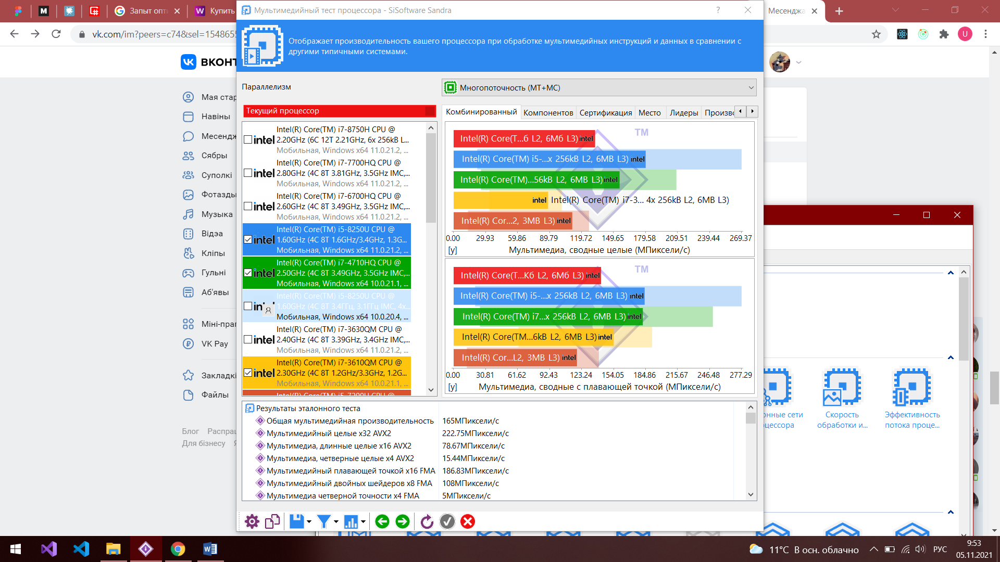 Запыт опті
Купить
Месенджа
vk.com/im?peers=c74&sel=154865
U
ВКОНТ
Мая стар
Навіны
Месендж
Сябры
Суполкі
Фотазды
Музыка
Відэа
Кліпы
Гульні
Аб'явы
Міні-праг
VK Pay
Закладкі
Файлы
Блог Распрац
Для бізнесу
Мультимедийный тест процессора - SiSoftware Sandra
?
Отображает производительность вашего процессора при обработке мультимедийных инструкций и данных в сравнении с
другими типичными системами.
Параллелизм
Многопоточность (МТ+МС)
Текущий процессор
Intel(R) Core(TM) i7-8750H CPU @
intel 2.20GHz (6C 12T 2.21GHz, 6x 256kB L...
Мобильная, Windows x64 11.0.21.2, ...
Intel(R) Core(TM) i7-7700HQ CPU @
intel 2.80GHz (4C 8T 3.81GHz, 3.5GHz IMC,...
Мобильная, Windows x64 11.0.21.2, ...
Intel(R) Core(TM) i7-6700HQ CPU @
intel 2.60GHz (4C 8T 3.49GHz, 3.5GHz IMC,...
Мобильная, Windows x64 11.0.21.2, ...
Intel(R) Core(TM) i5-8250U CPU @
intel 1.60GHz (4C 8T 1.6GHz/3.4GHz, 1.3G...
Мобильная, Windows x64 11.0.21.2, ...
Intel(R) Core(TM) i7-4710HQ CPU @
intel 2.50GHz (4C 8T 3.49GHz, 3.5GHz IMC,...
Мобильная, Windows x64 10.0.21.1, ...
Intel(R) Core(TM) i5-8250U CPU @
1.60GHz (4C 8T 3.4ГГц, 3.1ГГц IMC, 4x...
Мобильная, Windows x64 10.0.20.4, ...
Intel(R) Core(TM) i7-3630QM CPU @
intel 2.40GHz (4C 8T 3.39GHz, 3.4GHz IMC,...
Мобильная, Windows x64 11.0.21.2, ...
Intel(R) Core(TM) i7-3610QM CPU @
intel 2.30GHz (4C 8T 1.2GHz/3.3GHz, 1.2G...
Мобильная, Windows x64 10.0.21.1, ...
Intel(R) Core(TM) i5-7200U CPU @
Комбинированный Компонентов Сертификация Место Лидеры Произво
TM
Intel(R) Core(T...б L2, 6Мб L3) intel
Intel(R) Core(TM) i5-...x 256kB L2, 6MB L3) intel
Intel(R) Core(TM)...56kB L2, 6MB L3) intel
intel Intel(R) Core(TM) i7-3... 4x 256kB L2, 6MB L3)
Intel(R) Cor...2, 3MB L3) intel
0.00 29.93 59.86 89.79 119.72 149.65 179.58 209.51 239.44 269.37
[y] Мультимедиа, сводные целые (МПиксели/с)
TM
Intel(R) Core(T...Кб L2, 6Мб L3) intel
Intel(R) Core(TM) i5-...x 256kB L2, 6MB L3) intel
Intel(R) Core(TM) i7...x 256kB L2, 6MB L3) intel
Intel(R) Core(TM...6kB L2, 6MB L3) intel
Intel(R) Cor...L2, 3MB L3) intel
0.00 30.81 61.62 92.43 123.24 154.05 184.86 215.67 246.48 277.29
[y] Мультимедиа, сводные с плавающей точкой (МПиксели/с)
Результаты эталонного теста
Общая мультимедийная производительность 165МПиксели/с
Мультимедийный целые x32 AVX2 222.75МПиксели/с
Мультимедиа, длинные целые x16 AVX2 78.67МПиксели/с
Мультимедиа, четверные целые x4 AVX2 15.44МПиксели/с
Мультимедийный плавающей точкой x16 FMA 186.83МПиксели/с
Мультимедийный двойных шейдеров x8 FMA 108МПиксели/с
Мультимедиа четверной точности x4 FMA 5МПиксели/с
онные сети
цессора
Скорость
обработки и...
Эффективность
потока проце...
11°C В осн. облачно
РУС
9:53
05.11.2021